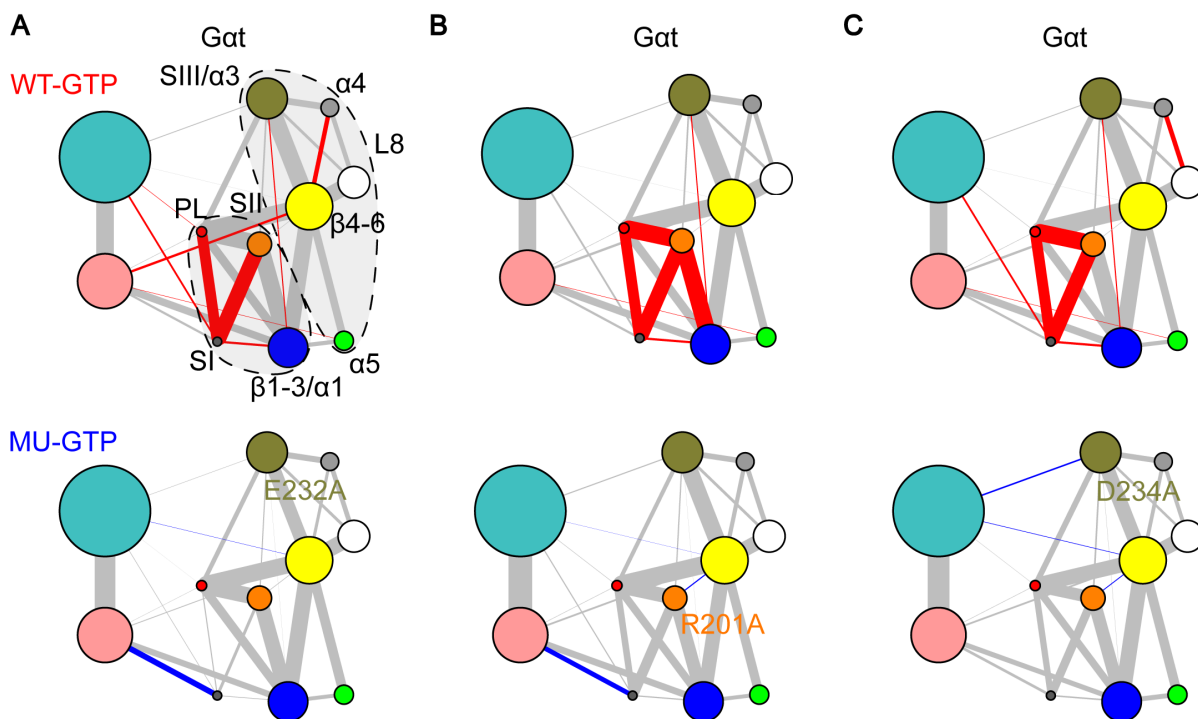 A
B
C
Gαt
Gαt
Gαt
WT-GTP
SIII/α3
α4
L8
PL
SII
β4-6
SI
α5
β1-3/α1
MU-GTP
E232A
D234A
R201A